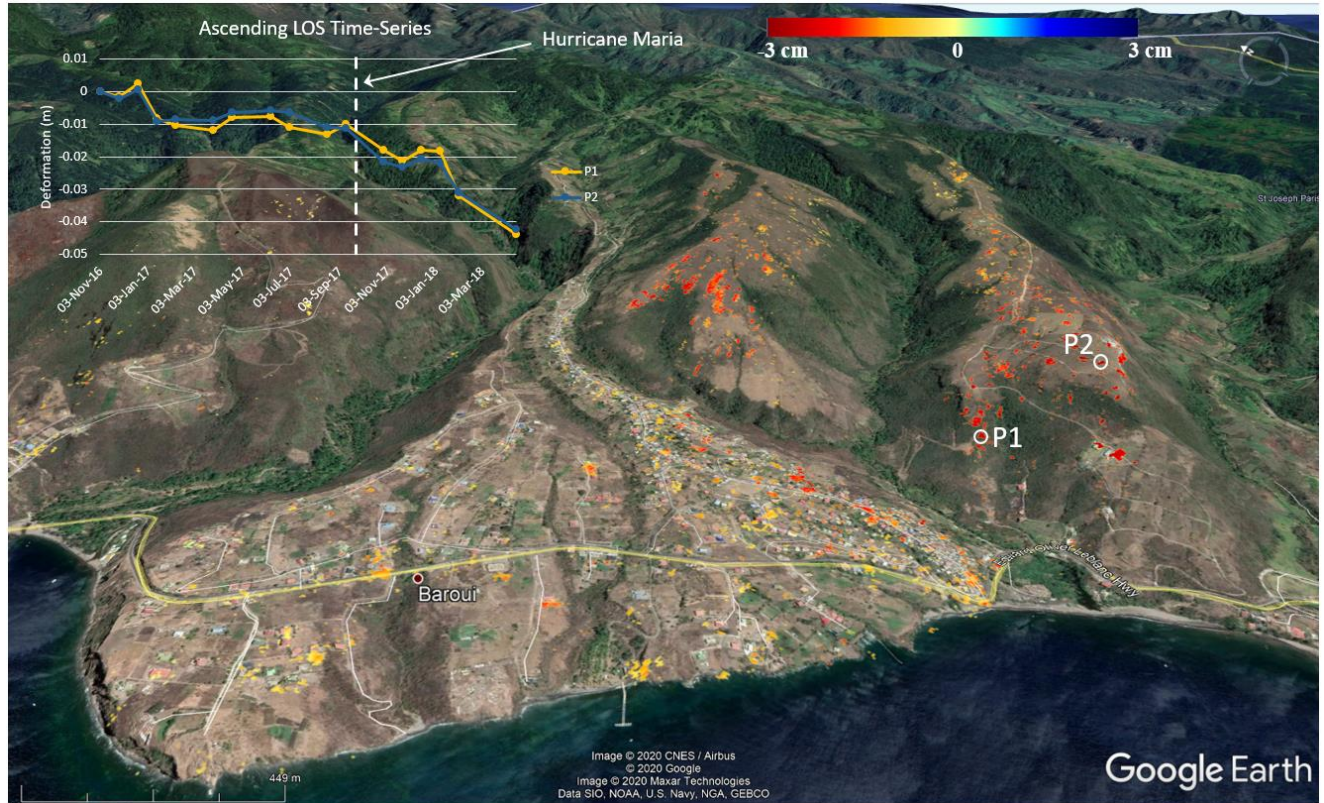 Ascending LOS Time-Series
Hurricane Maria
-3 cm 0 3 cm
Deformation (m)
0.01
0
-0.01
-0.02
-0.03
-0.04
-0.05
03-Nov-16
03-Jan-17
03-Mar-17
03-May-17
03-Jul-17
03-Sep-17
03-Nov-17
03-Jan-18
03-Mar-18
P1
P2
St Joseph Paris
P2
P1
Leblanc Hwy
Baroui
449 m
Image © 2020 CNES / Airbus
© 2020 Google
Image © 2020 Maxar Technologies
Data SIO, NOAA, U.S. Navy, NGA, GEBCO
Google Earth